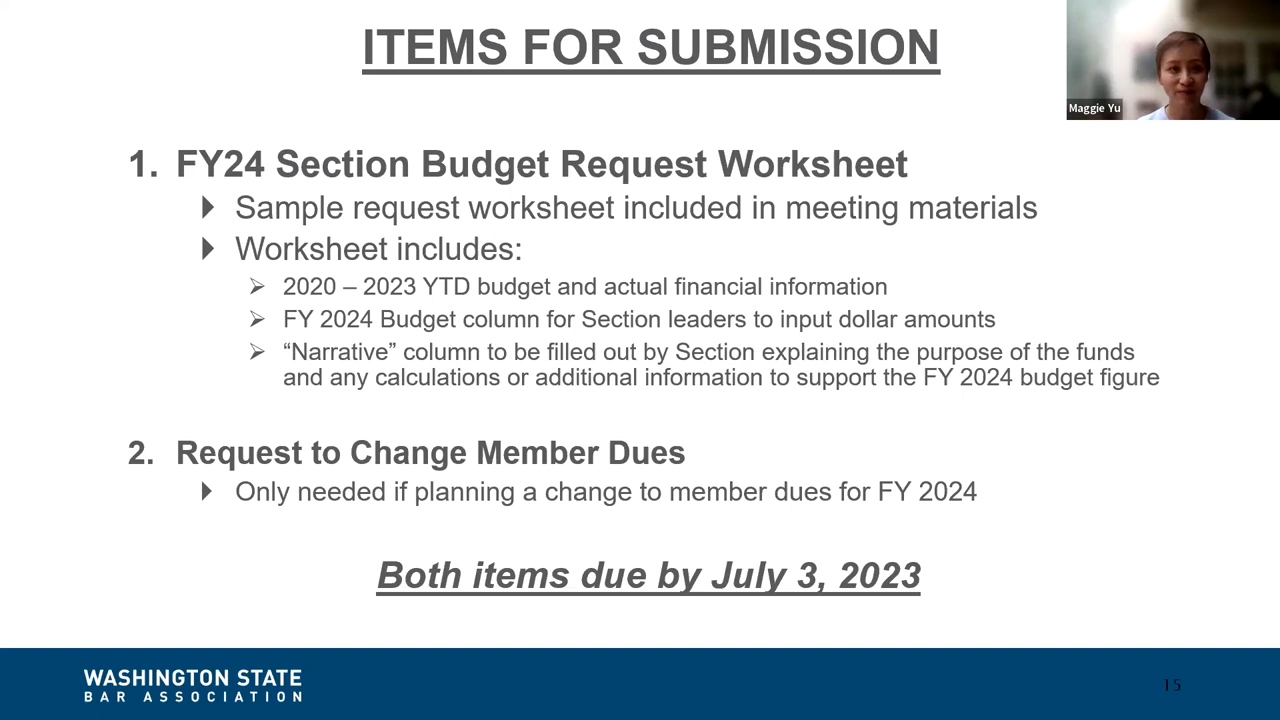 ITEMS FOR SUBMISSION
Maggie Yu
1. FY24 Section Budget Request Worksheet
Sample request worksheet included in meeting materials
Worksheet includes:
2020 – 2023 YTD budget and actual financial information
FY 2024 Budget column for Section leaders to input dollar amounts
“Narrative” column to be filled out by Section explaining the purpose of the funds
and any calculations or additional information to support the FY 2024 budget figure
2. Request to Change Member Dues
Only needed if planning a change to member dues for FY 2024
Both items due by July 3, 2023
WASHINGTON STATE
BAR ASSOCIATION
15